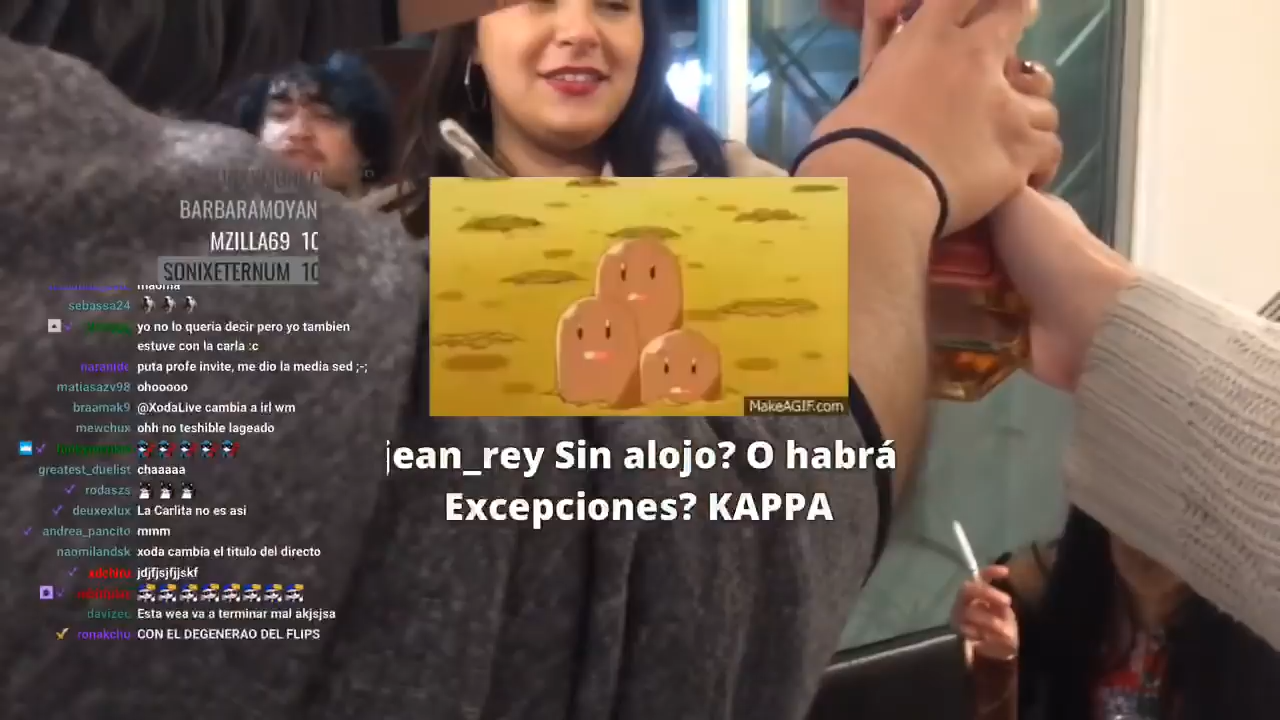 BARBARAMOYAN
MZILLA69 10
SONIXETERNUM 10
sebassa24
yo no lo queria decir pero yo tambien
estuve con la carla :c
naranidc puta profe invite, me dio la media sed ;-;
matiasazv98 ohooooo
braamak9 @XodaLive cambia a irl wm
mewchux ohh no teshible lageado
greatest_duelist chaaaaa
rodaszs
deuxexlux La Carlita no es asi
andrea_pancito mmm
naomilandsk xoda cambia el titulo del directo
jdjfjsjfjjskf
davizec Esta wea va a terminar mal akjsjsa
ronakchu CON EL DEGENERAO DEL FLIPS
MakeAGIF.com
jean_rey Sin alojo? O habrá
Excepciones? KAPPA